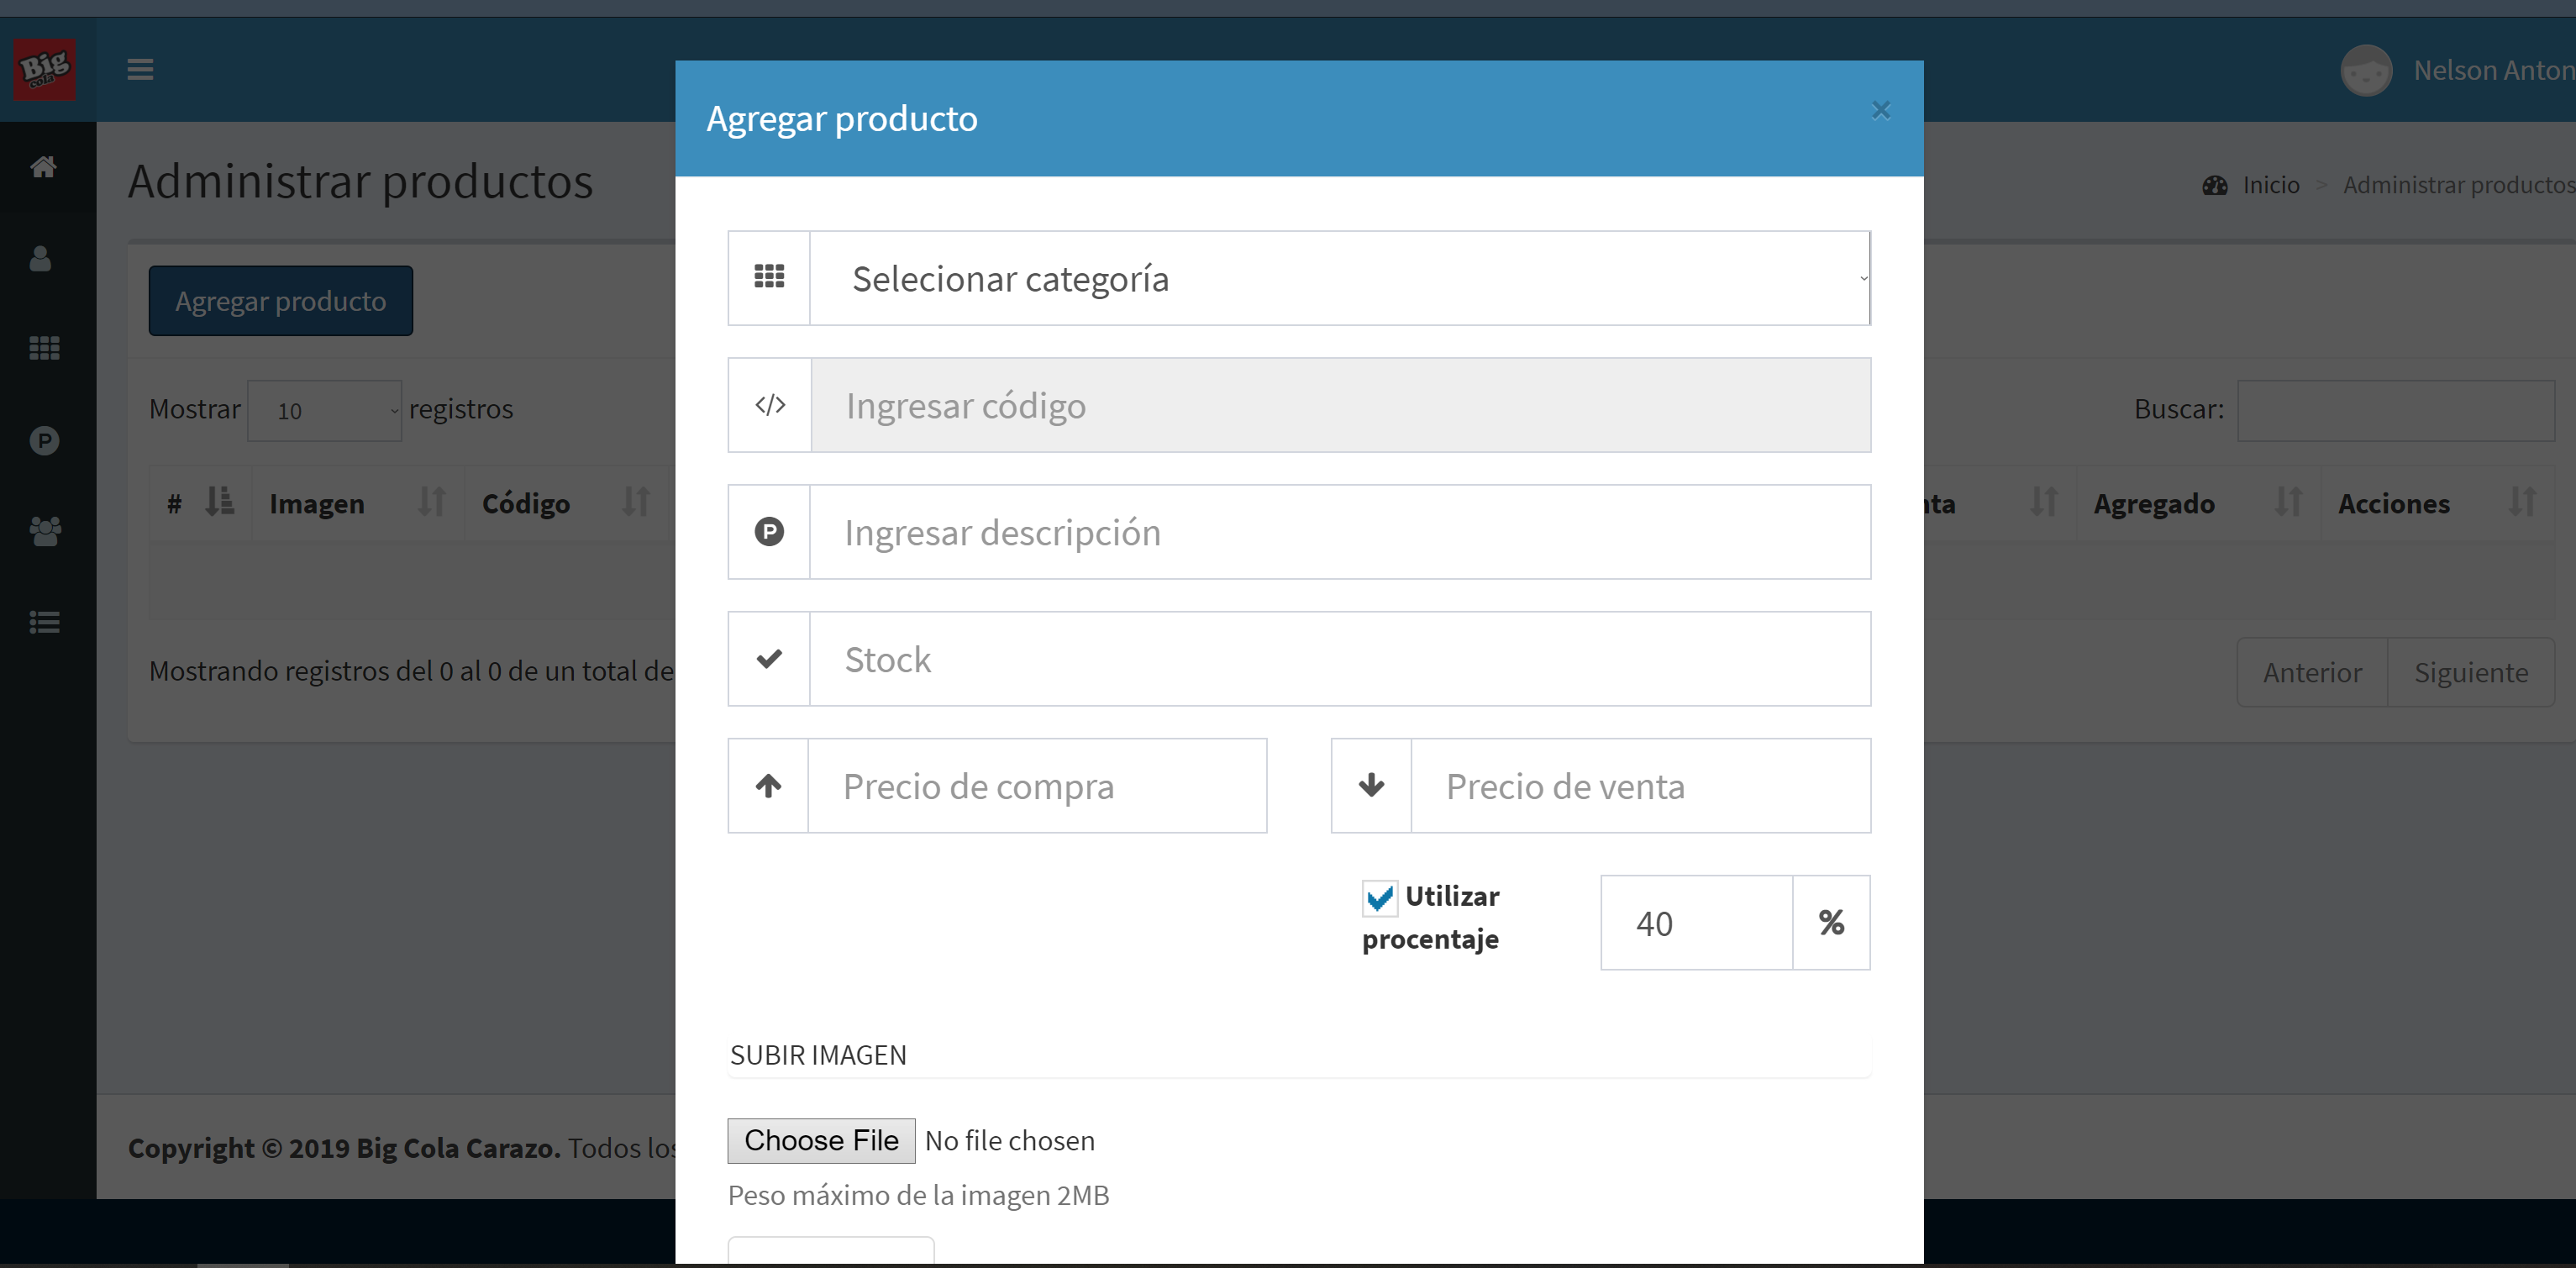 Big
cola
Nelson Anton
Agregar producto
×
Administrar productos
Inicio > Administrar productos
Agregar producto
Selecionar categoría
Mostrar 10 registros
Buscar:
</> Ingresar código
# Imagen Código
nta Agregado Acciones
P
P Ingresar descripción
Stock
Mostrando registros del 0 al 0 de un total de
Anterior Siguiente
Precio de compra
Precio de venta
Utilizar
procentaje
40 %
SUBIR IMAGEN
Choose File No file chosen
Copyright © 2019 Big Cola Carazo. Todos los
Peso máximo de la imagen 2MB